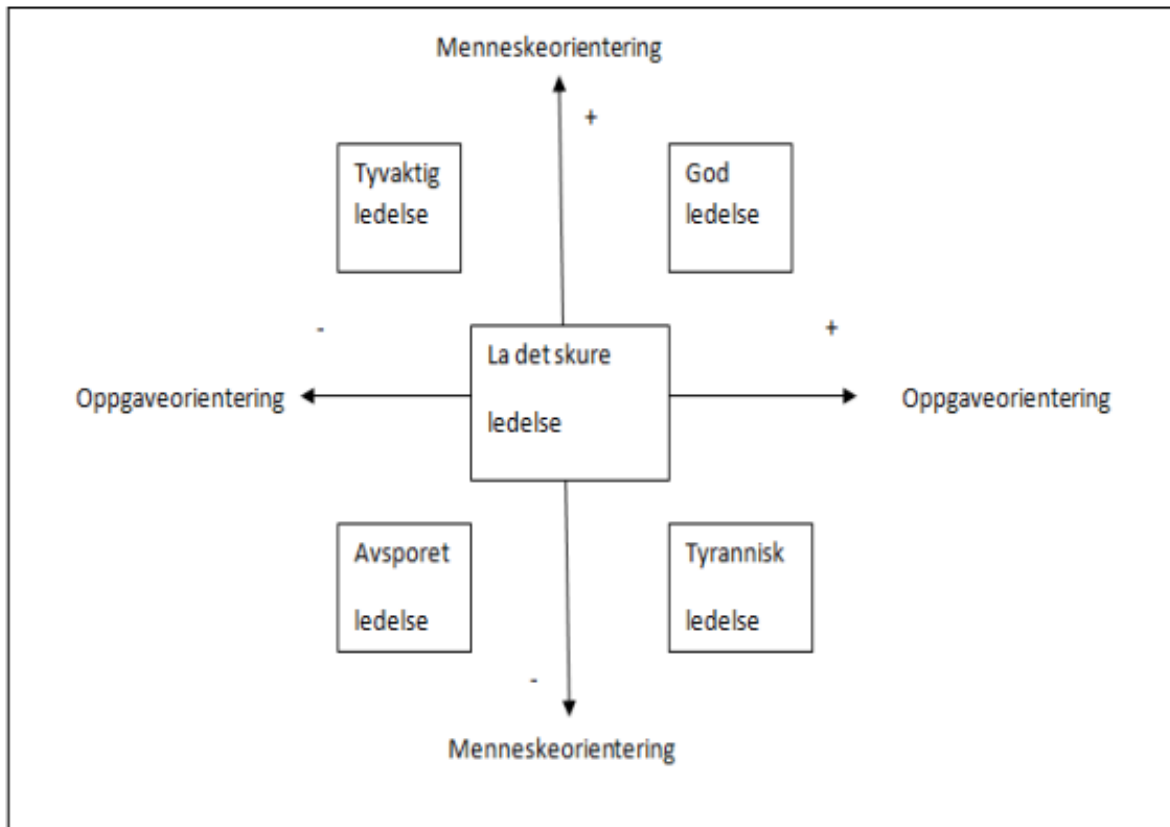 Menneskeorientering
+
Tyvaktig
ledelse
God
ledelse
-
+
La det skure
ledelse
Oppgaveorientering
Oppgaveorientering
Avsporet
ledelse
Tyrannisk
ledelse
-
Menneskeorientering